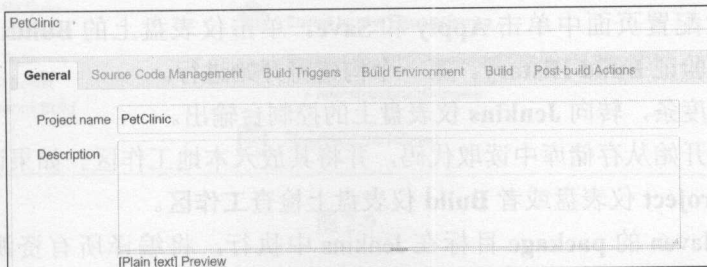 PetClinic
General Source Code Management Build Triggers Build Environment Build Post-build Actions
Project name PetClinic
Description
[Plain text] Preview